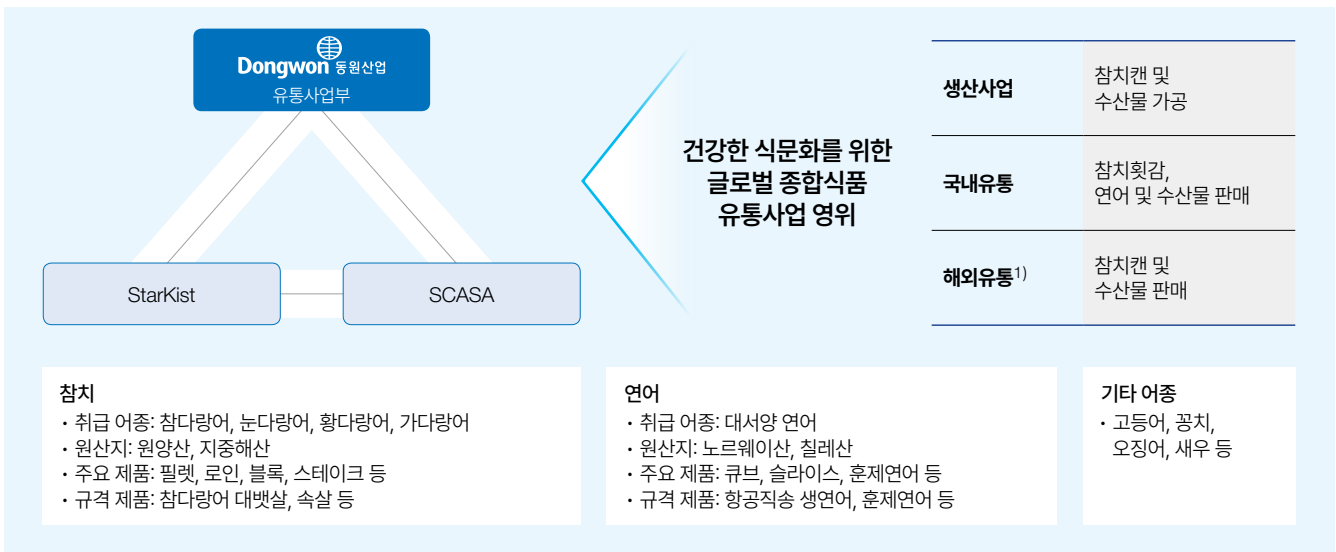 Dongwon 동원산업
유통사업부
StarKist
SCASA
건강한 식문화를 위한
글로벌 종합식품
유통사업 영위
생산사업
참치캔 및
수산물 가공
국내유통
참치횟감,
연어 및 수산물 판매
해외유통1)
참치캔 및
수산물 판매
참치
• 취급 어종: 참다랑어, 눈다랑어, 황다랑어, 가다랑어
• 원산지: 원양산, 지중해산
• 주요 제품: 필렛, 로인, 블록, 스테이크 등
• 규격 제품: 참다랑어 대뱃살, 속살 등
연어
• 취급 어종: 대서양 연어
• 원산지: 노르웨이산, 칠레산
• 주요 제품: 큐브, 슬라이스, 훈제연어 등
• 규격 제품: 항공직송 생연어, 훈제연어 등
기타 어종
• 고등어, 꽁치,
오징어, 새우 등